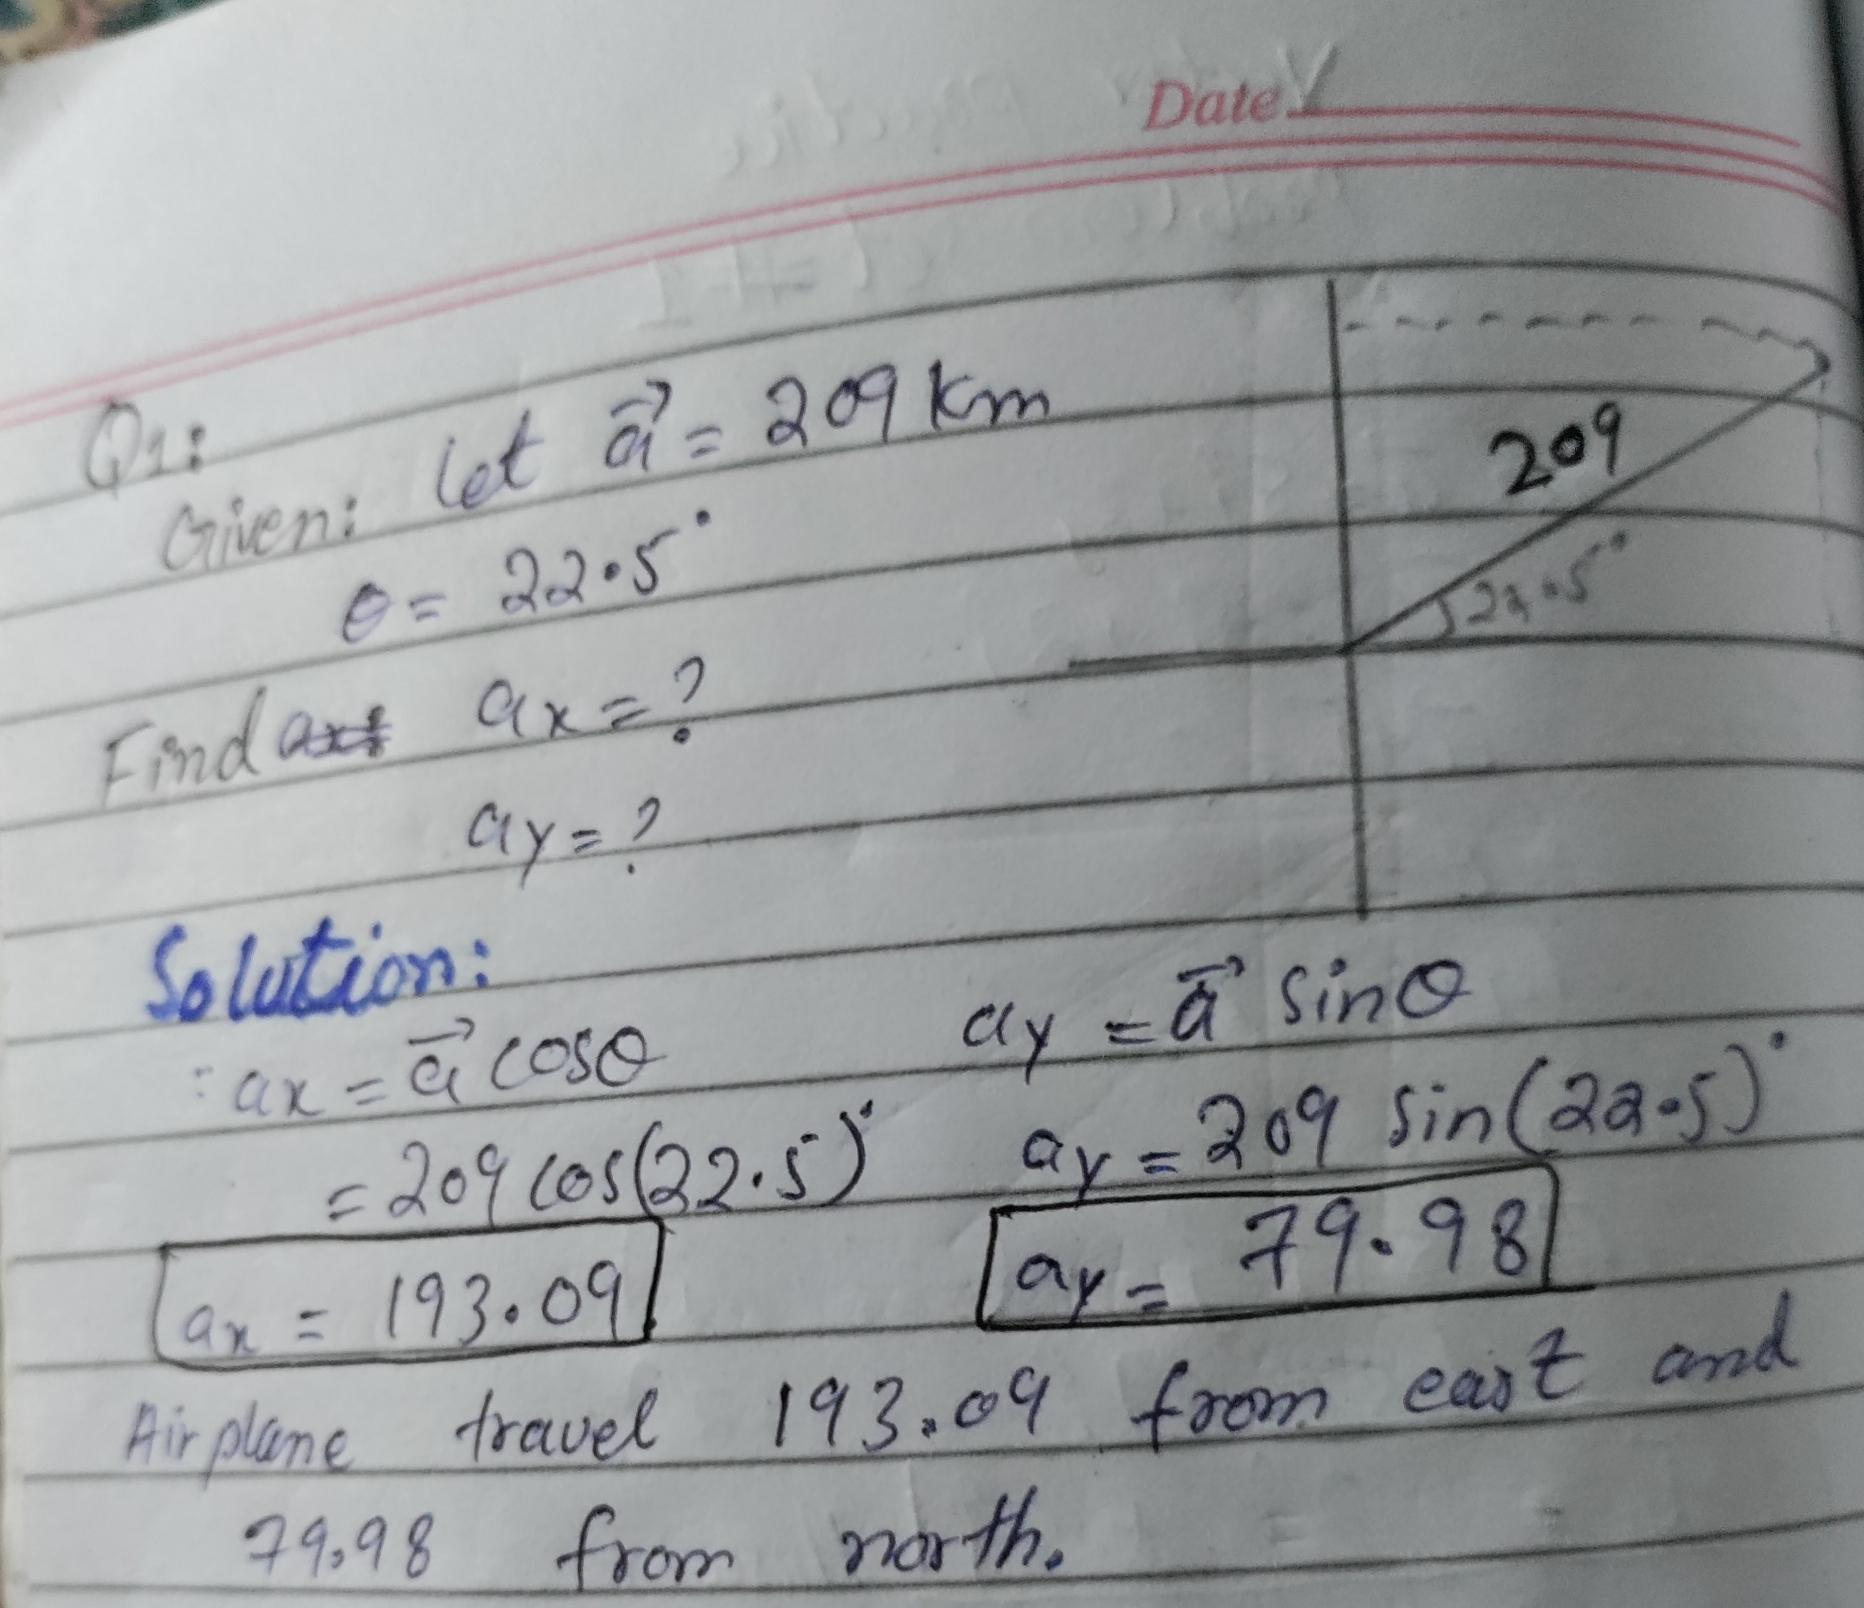 Date
Q1:
Given: let a⃗ = 209 km
θ = 22.5°
209
22.5°
Find ax = ?
ay = ?
Solution:
ax = a⃗ cosθ
= 209 cos(22.5)°
ax = 193.09
ay = a⃗ sinθ
ay = 209 sin(22.5)°
ay = 79.98
Airplane travel 193.09 from east and
79.98 from north.